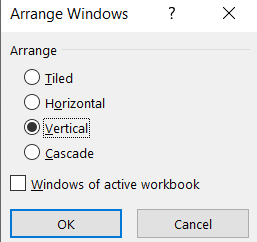 Arrange Windows ? ×
Arrange
Tiled
Horizontal
Vertical
Cascade
Windows of active workbook
OK Cancel